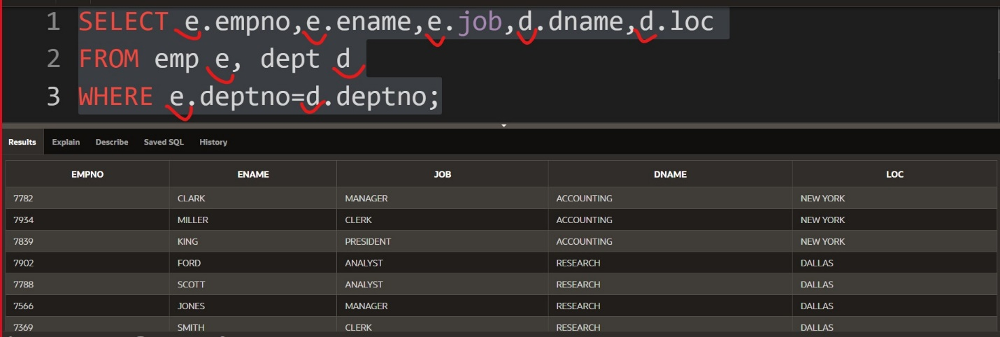 1 SELECT e.empno,e.ename,e.job,d.dname,d.loc
2 FROM emp e, dept d
3 WHERE e.deptno=d.deptno;
Results Explain Describe Saved SQL History
EMPNO ENAME JOB DNAME LOC
7782 CLARK MANAGER ACCOUNTING NEW YORK
7934 MILLER CLERK ACCOUNTING NEW YORK
7839 KING PRESIDENT ACCOUNTING NEW YORK
7902 FORD ANALYST RESEARCH DALLAS
7788 SCOTT ANALYST RESEARCH DALLAS
7566 JONES MANAGER RESEARCH DALLAS
7369 SMITH CLERK RESEARCH DALLAS